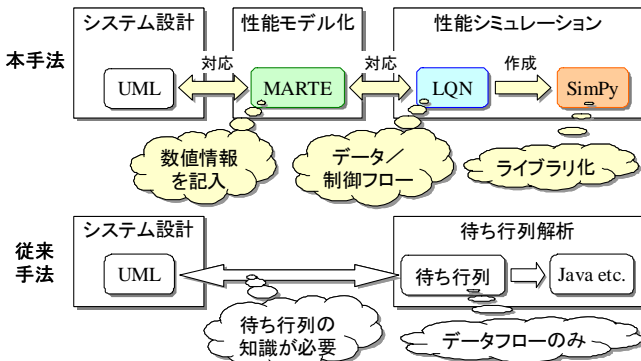 システム設計
性能モデル化
性能シミュレーション
本手法
対応
対応
作成
UML
MARTE
LQN
SimPy
数値情報
を記入
データ／
制御フロー
ライブラリ化
従来
手法
システム設計
待ち行列解析
UML
待ち行列
Java etc.
待ち行列の
知識が必要
データフローのみ